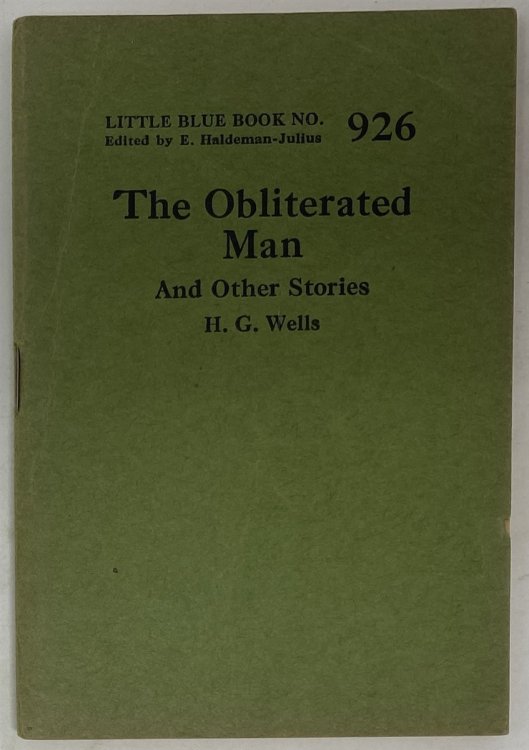 LITTLE BLUE BOOK NO. 926
Edited by E. Haldeman-Julius
The Obliterated
Man
And Other Stories
H. G. Wells